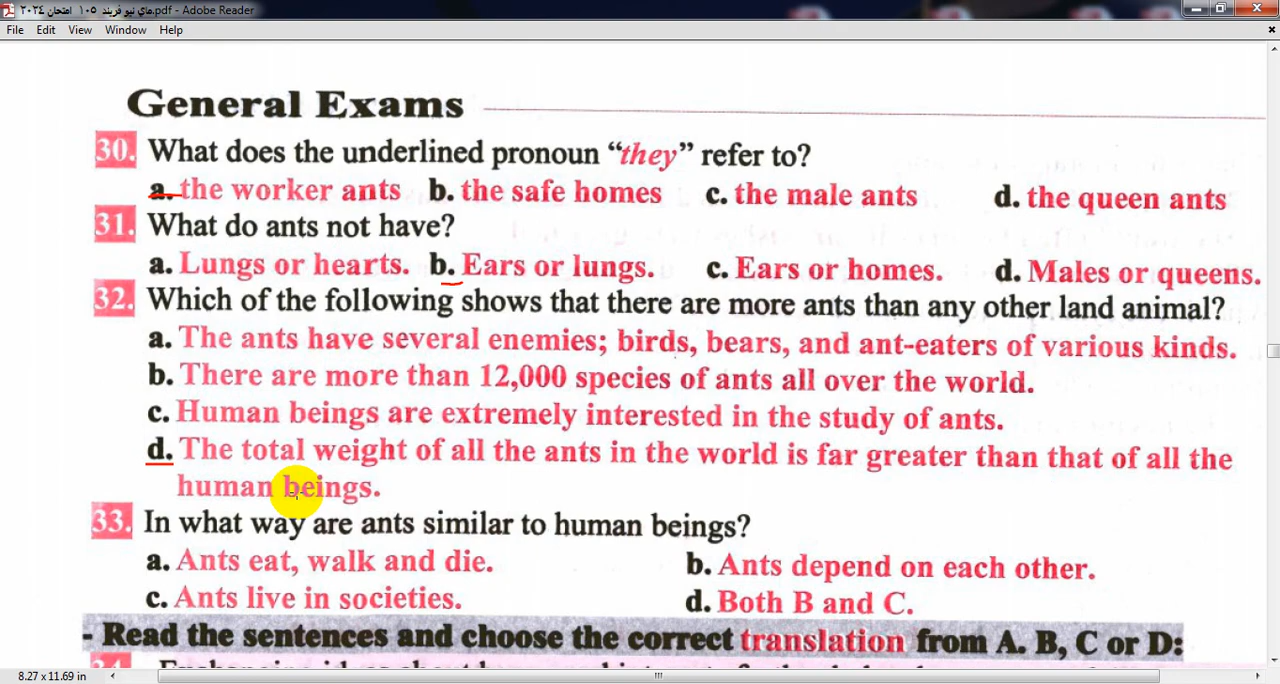 ماي نيو فريند ١٠٥ امتحان ٢٠٢٤.pdf - Adobe Reader
File Edit View Window Help
General Exams
30. What does the underlined pronoun “they” refer to?
a. the worker ants b. the safe homes c. the male ants d. the queen ants
31. What do ants not have?
a. Lungs or hearts. b. Ears or lungs. c. Ears or homes. d. Males or queens.
32. Which of the following shows that there are more ants than any other land animal?
a. The ants have several enemies; birds, bears, and ant-eaters of various kinds.
b. There are more than 12,000 species of ants all over the world.
c. Human beings are extremely interested in the study of ants.
d. The total weight of all the ants in the world is far greater than that of all the
human beings.
33. In what way are ants similar to human beings?
a. Ants eat, walk and die. b. Ants depend on each other.
c. Ants live in societies. d. Both B and C.
- Read the sentences and choose the correct translation from A. B, C or D:
8.27 x 11.69 in